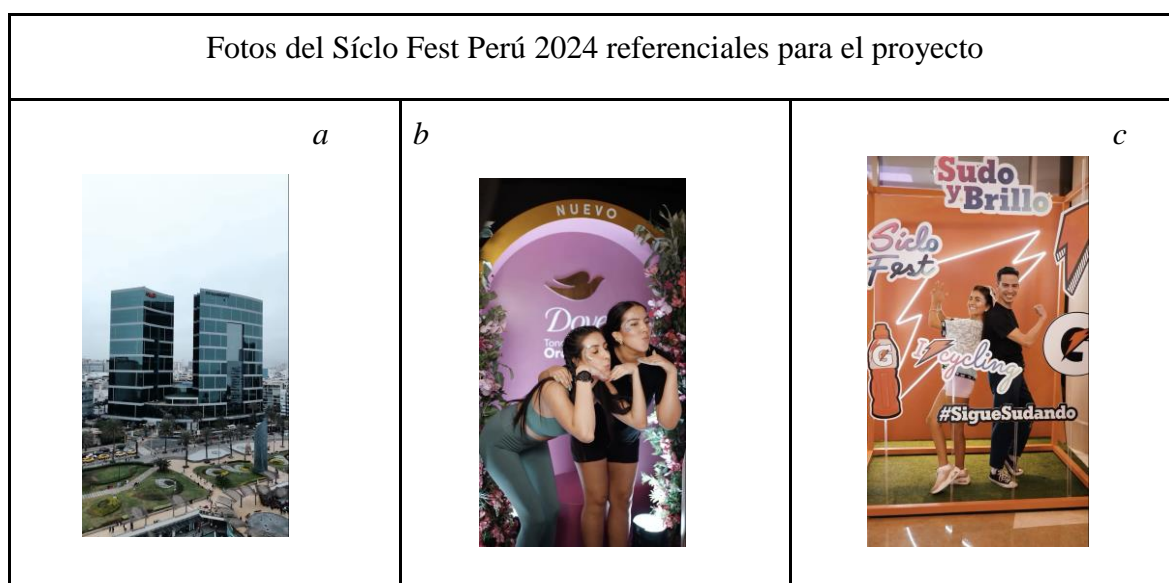 Fotos del Síclo Fest Perú 2024 referenciales para el proyecto
a
b
c
NUEVO
Dove
Sudo
y Brillo
Síclo
Fest
G
I
cycling
G
#SigueSudando